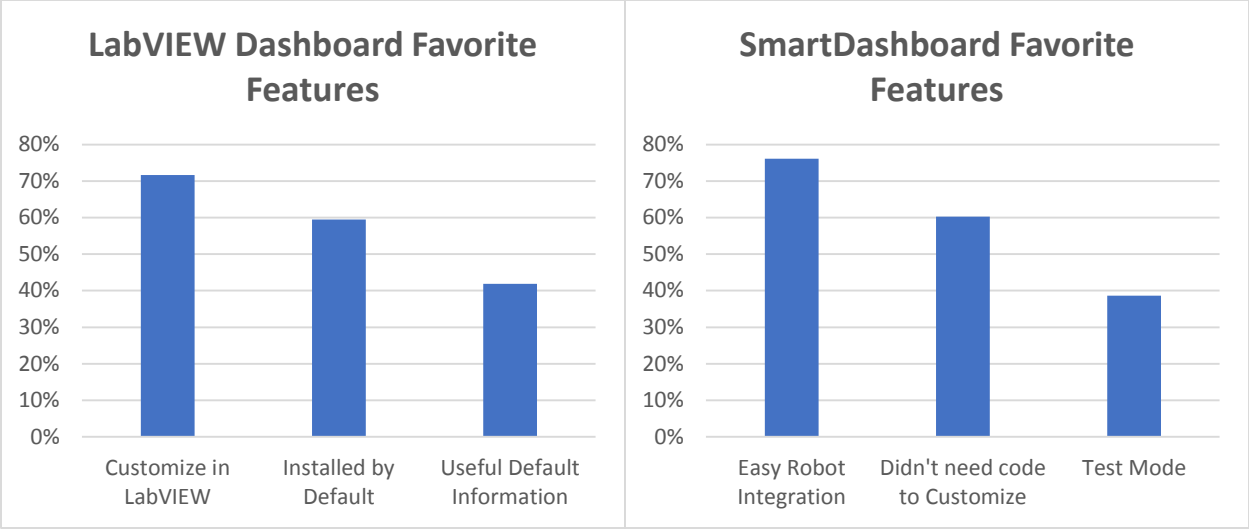 LabVIEW Dashboard Favorite
Features
80%
70%
60%
50%
40%
30%
20%
10%
0%
Customize in
LabVIEW
Installed by
Default
Useful Default
Information
SmartDashboard Favorite
Features
80%
70%
60%
50%
40%
30%
20%
10%
0%
Easy Robot
Integration
Didn't need code
to Customize
Test Mode